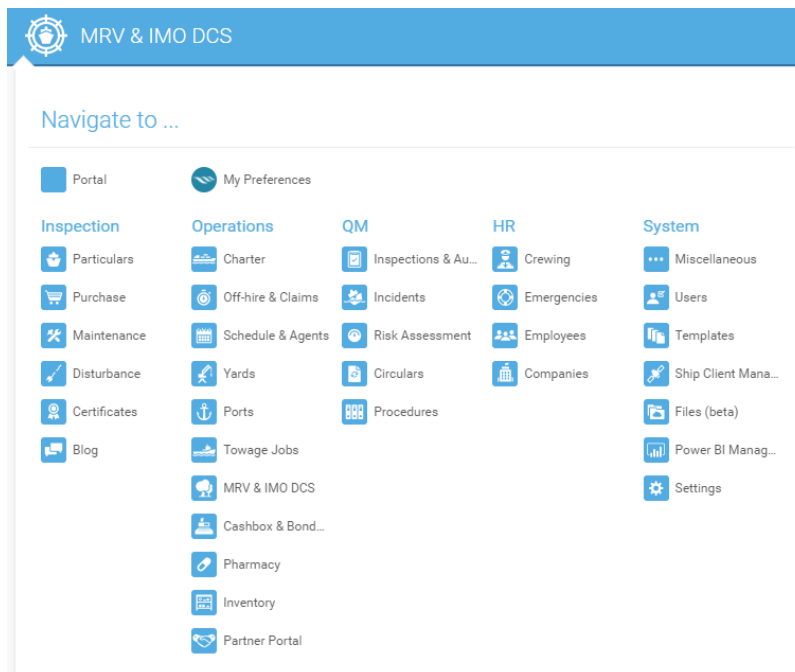 MRV & IMO DCS
Navigate to ...
Portal
My Preferences
Inspection
Particulars
Purchase
Maintenance
Disturbance
Certificates
Blog
Operations
Charter
Off-hire & Claims
Schedule & Agents
Yards
Ports
Towage Jobs
MRV & IMO DCS
Cashbox & Bond...
Pharmacy
Inventory
Partner Portal
QM
Inspections & Au...
Incidents
Risk Assessment
Circulars
Procedures
HR
Crewing
Emergencies
Employees
Companies
System
Miscellaneous
Users
Templates
Ship Client Mana...
Files (beta)
Power BI Manag...
Settings